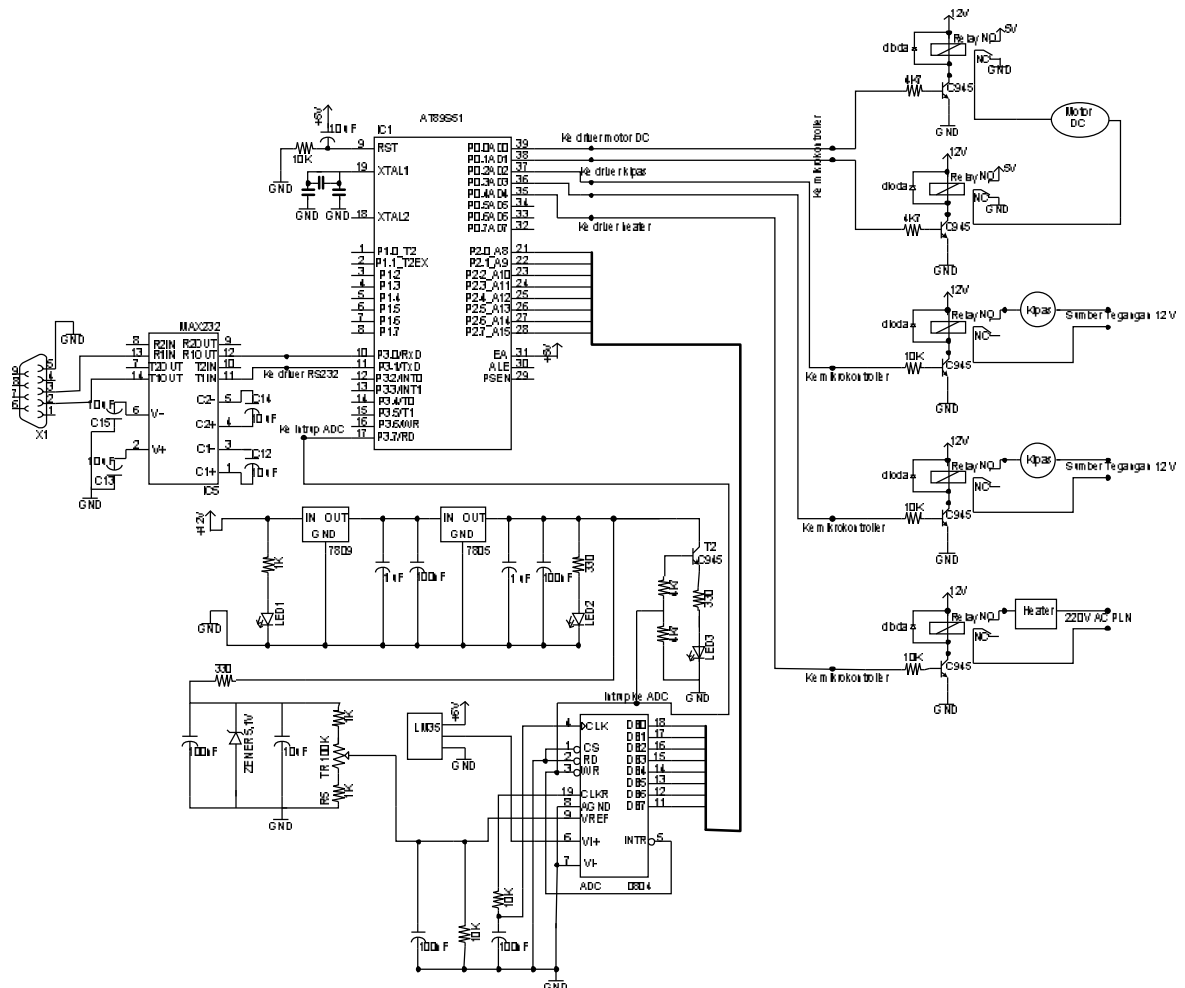 12V
Relay NO
5V
dioda
NC
GND
4K7
C945
GND
Motor
DC
12V
Relay NO
5V
dioda
NC
GND
4K7
C945
GND
12V
Relay NO
Kipas
Sumber Tegangan 12 V
dioda
NC
10K
C945
GND
12V
Relay NO
Kipas
Sumber Tegangan 12 V
dioda
NC
10K
C945
GND
12V
Relay NO
Heater
220V AC PLN
dioda
NC
10K
C945
GND
Ke mikrokontroller
Ke mikrokontroller
Ke mikrokontroller
Ke mikrokontroller
Ke driver motor DC
Ke driver kipas
Ke driver heater
AT89S51
IC1
+5V
10uF
10K
GND
GND
GND
9 RST
19 XTAL1
18 XTAL2
1 P1.0_T2
2 P1.1_T2EX
3 P1.2
4 P1.3
5 P1.4
6 P1.5
7 P1.6
8 P1.7
10 P3.0/RxD
11 P3.1/TxD
12 P3.2/INT0
13 P3.3/INT1
14 P3.4/T0
15 P3.5/T1
16 P3.6/WR
17 P3.7/RD
P0.0AD0 39
P0.1AD1 38
P0.2AD2 37
P0.3AD3 36
P0.4AD4 35
P0.5AD5 34
P0.6AD6 33
P0.7AD7 32
P2.0_A8 21
P2.1_A9 22
P2.2_A10 23
P2.3_A11 24
P2.4_A12 25
P2.5_A13 26
P2.6_A14 27
P2.7_A15 28
EA 31
ALE 30
PSEN 29
+5V
Ke driver RS232
Ke Intrup ADC
MAX232
8 R2IN
13 R1IN
7 T2OUT
14 T1OUT
6 V-
2 V+
R2OUT 9
R1OUT 12
T2IN 10
T1IN 11
C2- 5
C2+ 4
C1- 3
C1+ 1
IC5
C14
10uF
C12
10uF
10uF
C15
10uF
C13
GND
GND
5
4
3
2
1
X1
+12V
1K
LED1
GND
IN OUT
GND
7809
1uF
100nF
IN OUT
GND
7805
1uF
100nF
330
LED2
T2
C945
4K7
4K7
330
LED3
GND
Intrup ke ADC
330
100nF
ZENER 5,1V
10uF
1K
TR 100K
R5
1K
GND
LM35
+5V
GND
4 CLK
1 CS
2 RD
3 WR
19 CLKR
8 AGND
9 VREF
6 VI+
7 VI-
DB0 18
DB1 17
DB2 16
DB3 15
DB4 14
DB5 13
DB6 12
DB7 11
INTR 5
ADC 0804
10K
100nF
10K
100nF
GND